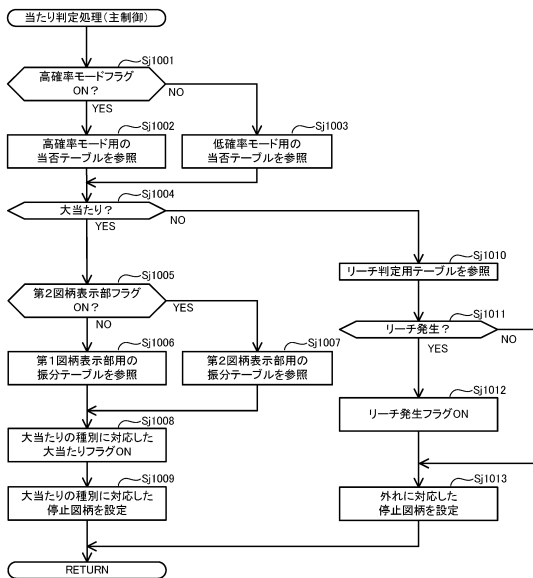 当たり判定処理(主制御)
Sj1001
高確率モードフラグ
ON?
YES
NO
Sj1002
高確率モード用の
当否テーブルを参照
Sj1003
低確率モード用の
当否テーブルを参照
Sj1004
大当たり?
YES
NO
Sj1005
第2図柄表示部フラグ
ON?
NO
YES
Sj1006
第1図柄表示部用の
振分テーブルを参照
Sj1007
第2図柄表示部用の
振分テーブルを参照
Sj1008
大当たりの種別に対応した
大当たりフラグON
Sj1009
大当たりの種別に対応した
停止図柄を設定
Sj1010
リーチ判定用テーブルを参照
Sj1011
リーチ発生?
YES
NO
Sj1012
リーチ発生フラグON
Sj1013
外れに対応した
停止図柄を設定
RETURN